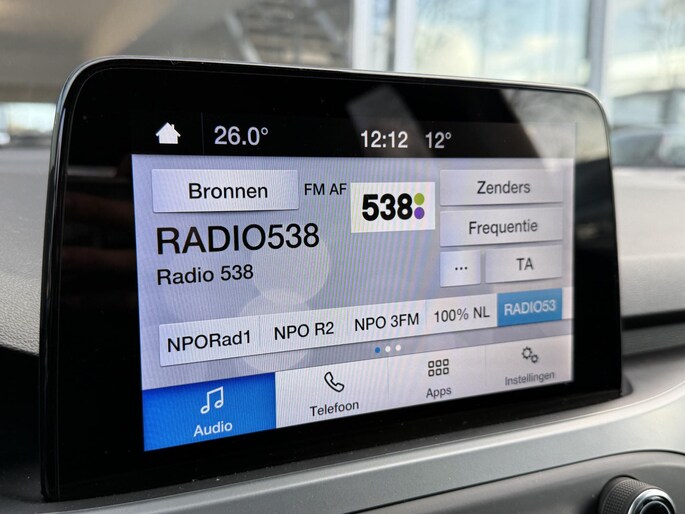 26.0° 12:12 12°
Bronnen FM AF 538 Zenders
RADIO538 Frequentie
Radio 538 ... TA
NPORad1 NPO R2 NPO 3FM 100% NL RADIO53
Audio Telefoon Apps Instellingen